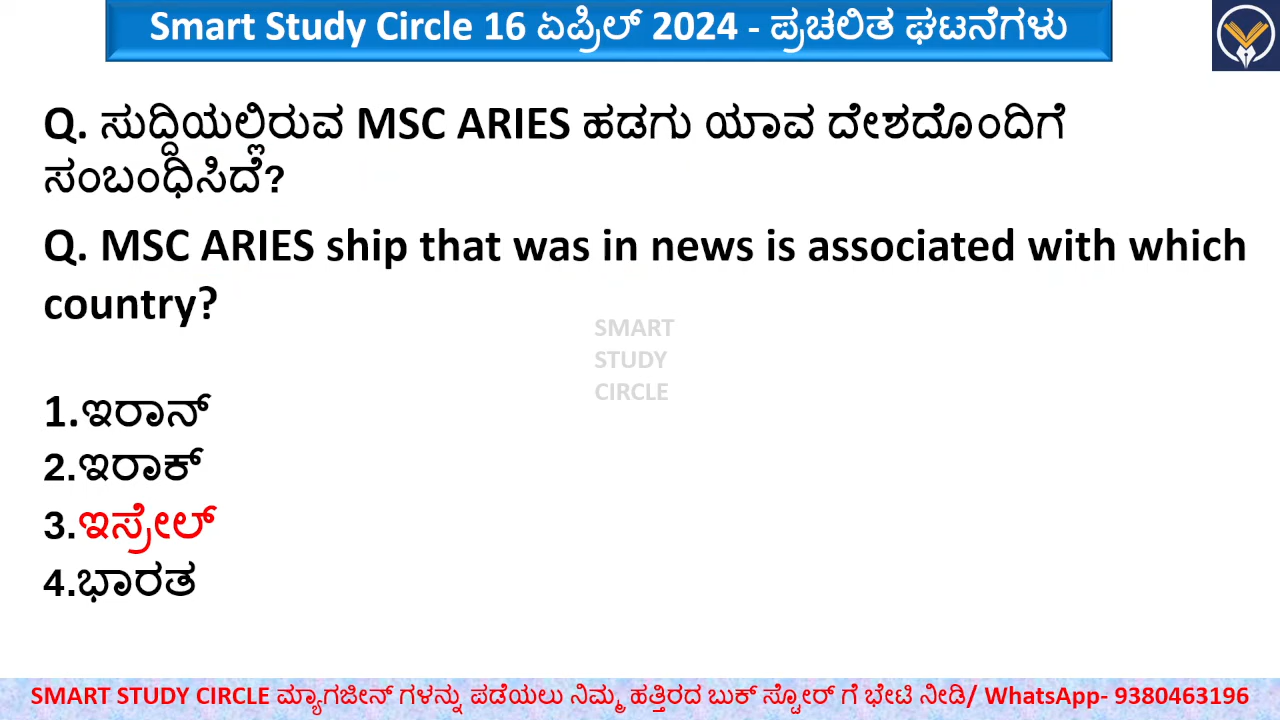 Smart Study Circle 16 ಏಪ್ರಿಲ್ 2024 - ಪ್ರಚಲಿತ ಘಟನೆಗಳು
Q. ಸುದ್ದಿಯಲ್ಲಿರುವ MSC ARIES ಹಡಗು ಯಾವ ದೇಶದೊಂದಿಗೆ
ಸಂಬಂಧಿಸಿದೆ?
Q. MSC ARIES ship that was in news is associated with which
country?
SMART
STUDY
CIRCLE
1.ಇರಾನ್
2.ಇರಾಕ್
3.ಇಸ್ರೇಲ್
4.ಭಾರತ
SMART STUDY CIRCLE ಮ್ಯಾಗಜೀನ್ ಗಳನ್ನು ಪಡೆಯಲು ನಿಮ್ಮ ಹತ್ತಿರದ ಬುಕ್ ಸ್ಟೋರ್ ಗೆ ಭೇಟಿ ನೀಡಿ/ WhatsApp- 9380463196